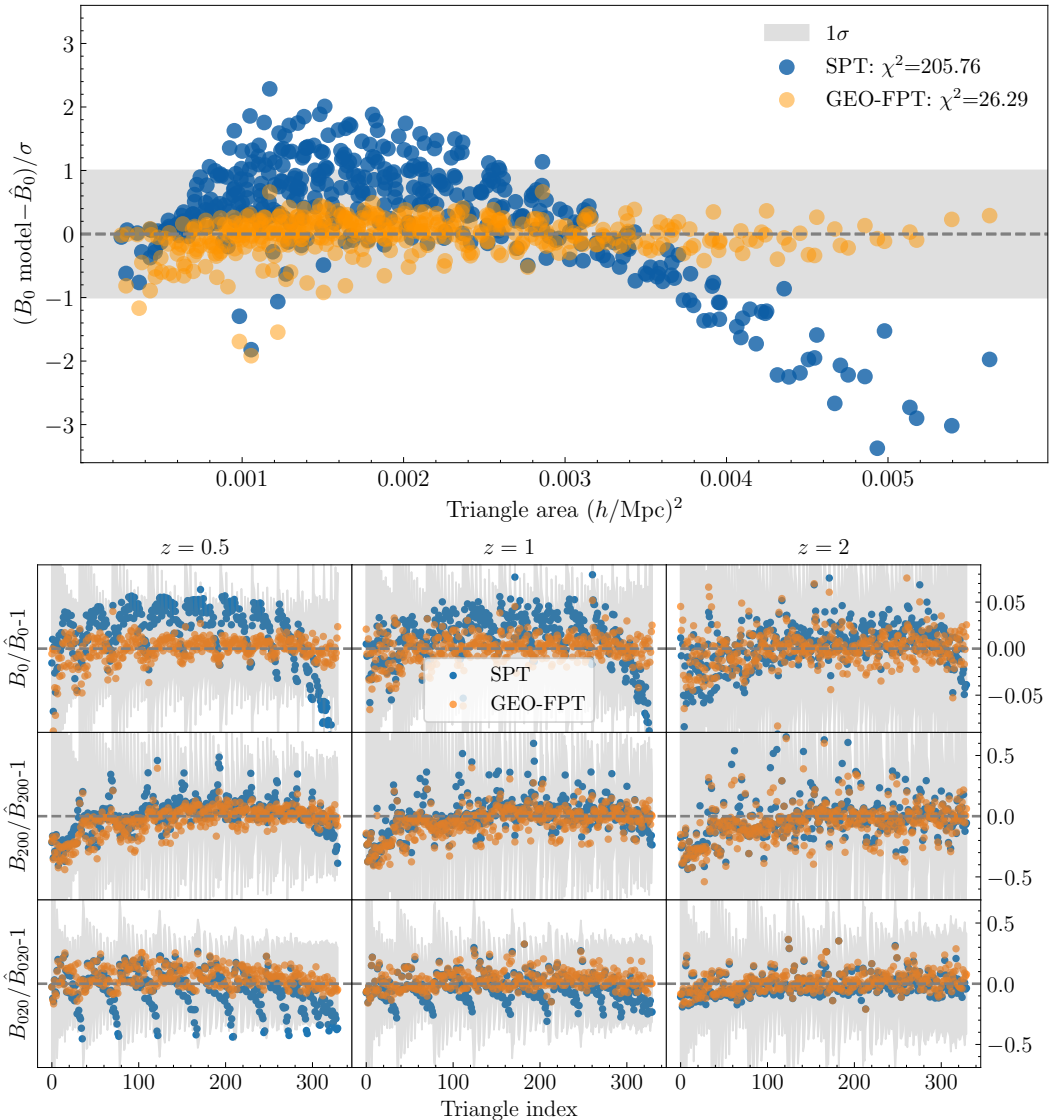 (B₀ model−B̂₀)/σ
3
2
1
0
−1
−2
−3
1σ
SPT: χ²=205.76
GEO-FPT: χ²=26.29
0.001 0.002 0.003 0.004 0.005
Triangle area (h/Mpc)²
z = 0.5 z = 1 z = 2
B₀/B̂₀-1
0.05
0.00
−0.05
SPT
GEO-FPT
B₂₀₀/B̂₂₀₀-1
0.5
0.0
−0.5
B₀₂₀/B̂₀₂₀-1
0.5
0.0
−0.5
0 100 200 300 0 100 200 300 0 100 200 300
Triangle index